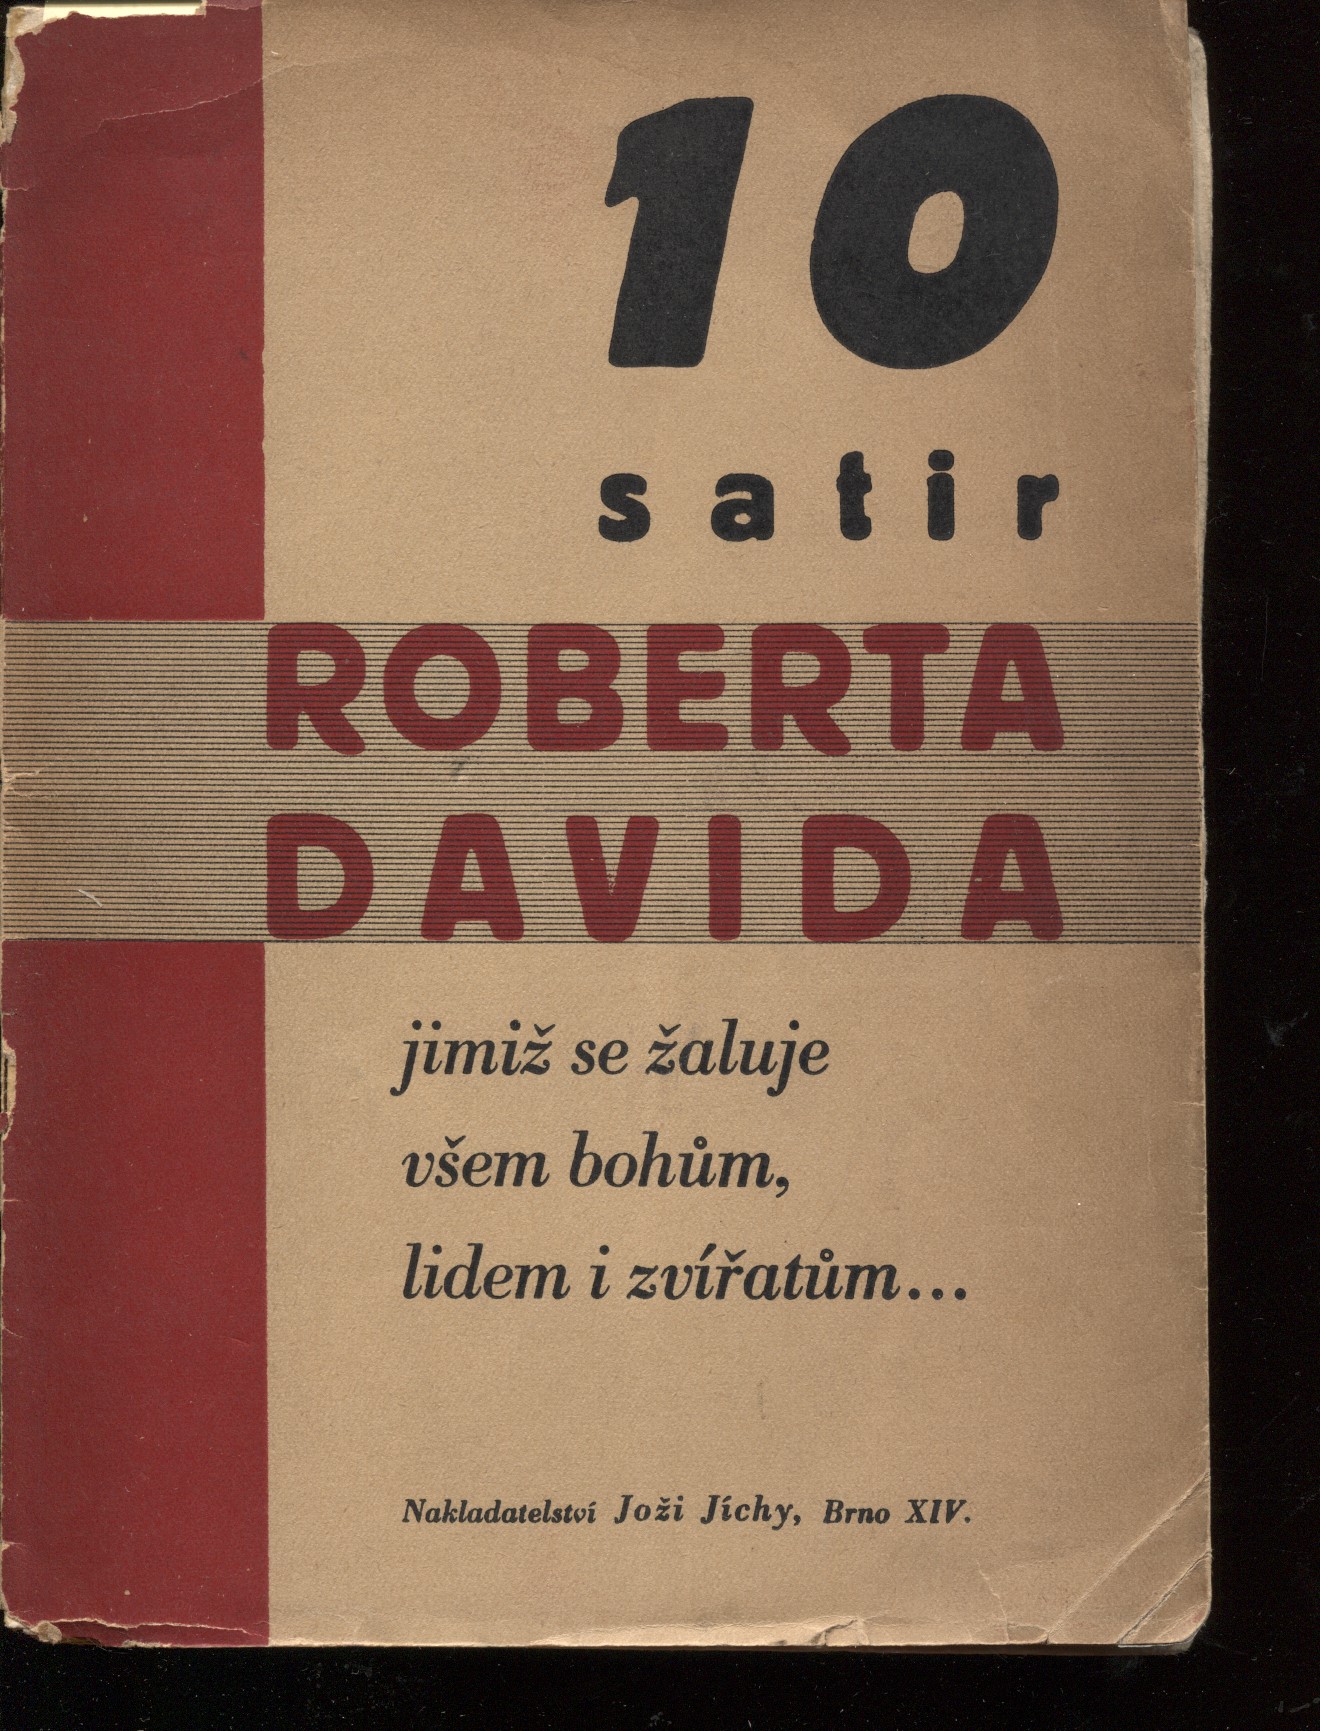 10
satir
ROBERTA
DAVIDA
jimiž se žaluje
všem bohům,
lidem i zvířatům...
Nakladatelství Joži Jíchy, Brno XIV.